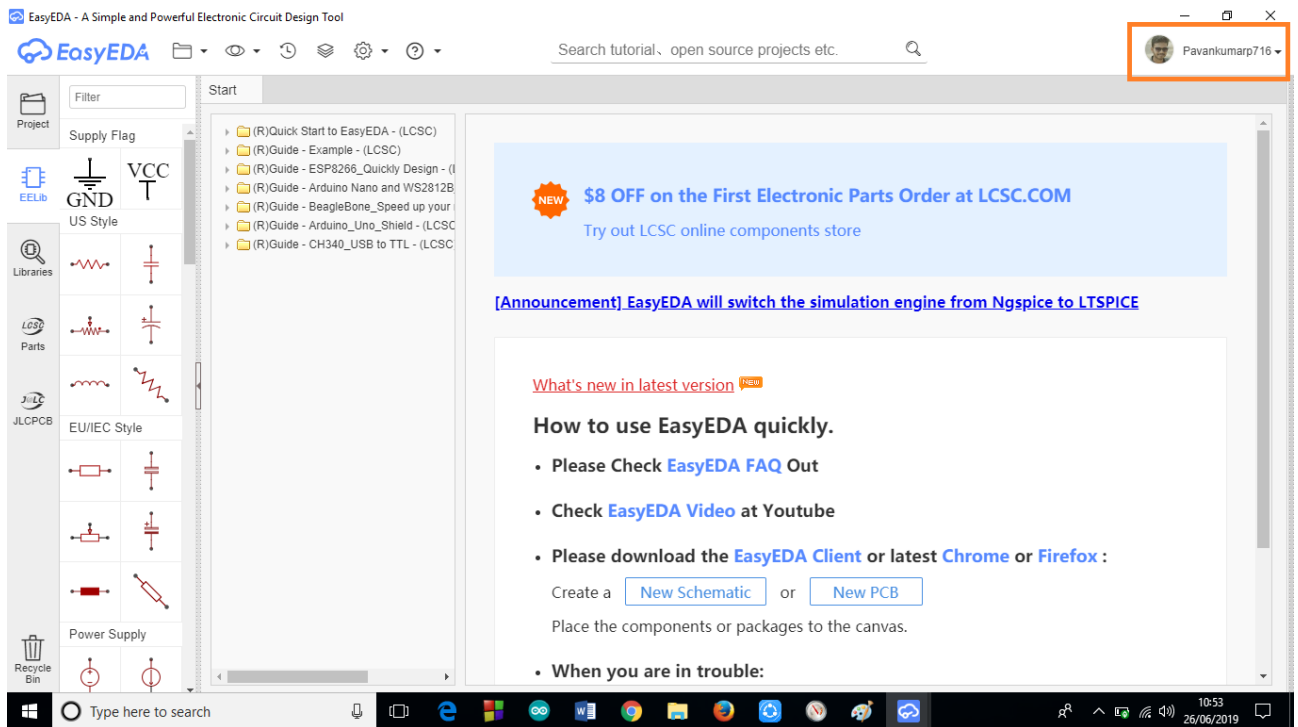 EasyEDA - A Simple and Powerful Electronic Circuit Design Tool
EasyEDA
Search tutorial、open source projects etc.
Pavankumarp716
Project
EELib
Libraries
LCSC
Parts
JLCPCB
Recycle
Bin
Filter
Supply Flag
GND
VCC
US Style
EU/IEC Style
Power Supply
Start
(R)Quick Start to EasyEDA - (LCSC)
(R)Guide - Example - (LCSC)
(R)Guide - ESP8266_Quickly Design - (
(R)Guide - Arduino Nano and WS2812B
(R)Guide - BeagleBone_Speed up your
(R)Guide - Arduino_Uno_Shield - (LCSC
(R)Guide - CH340_USB to TTL - (LCSC
NEW
$8 OFF on the First Electronic Parts Order at LCSC.COM
Try out LCSC online components store
[Announcement] EasyEDA will switch the simulation engine from Ngspice to LTSPICE
What's new in latest version
NEW
How to use EasyEDA quickly.
• Please Check EasyEDA FAQ Out
• Check EasyEDA Video at Youtube
• Please download the EasyEDA Client or latest Chrome or Firefox :
Create a New Schematic or New PCB
Place the components or packages to the canvas.
• When you are in trouble:
Type here to search
10:53
26/06/2019